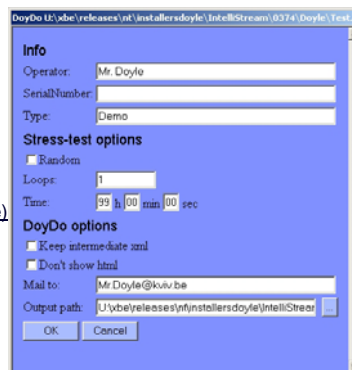 DoyDo U:\xbe\releases\nt\installersdoyle\IntelliStream\0374\Doyle\Test.
Info
Operator: Mr. Doyle
SerialNumber:
Type: Demo
Stress-test options
Random
Loops: 1
Time: 99 h 00 min 00 sec
)
DoyDo options
Keep intermediate xml
Don't show html
Mail to: Mr.Doyle@kviv.be
Output path: U:\xbe\releases\nt\installersdoyle\IntelliStrear ...
OK Cancel